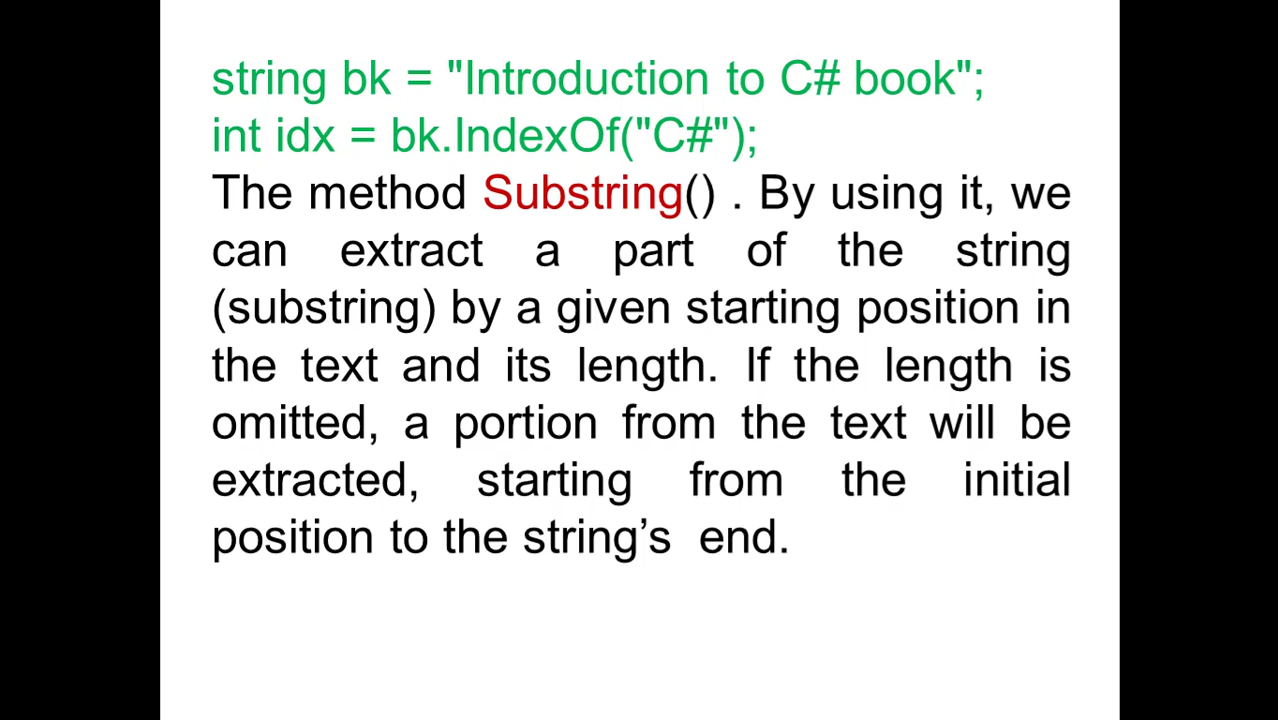 string bk = "Introduction to C# book";
int idx = bk.IndexOf("C#");
The method Substring() . By using it, we
can extract a part of the string
(substring) by a given starting position in
the text and its length. If the length is
omitted, a portion from the text will be
extracted, starting from the initial
position to the string’s  end.